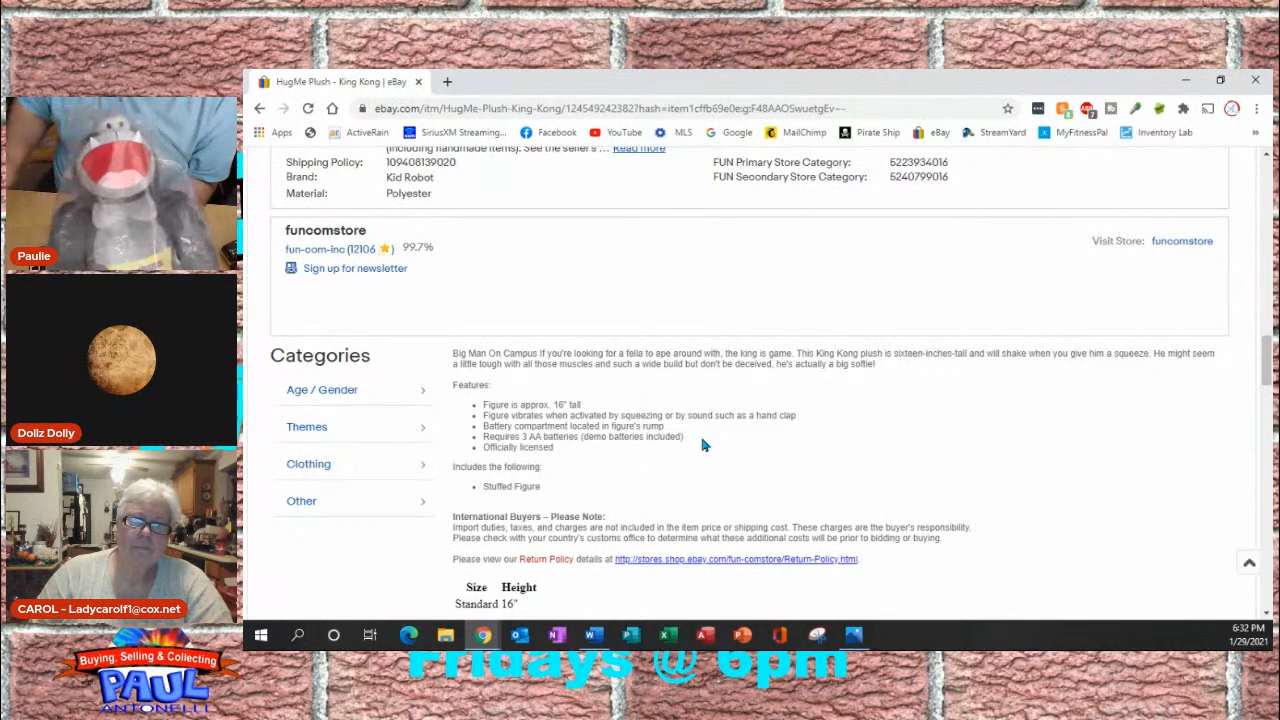 HugMe Plush - King Kong | eBay
ebay.com/itm/HugMe-Plush-King-Kong/124549242382?hash=item1cffb69e0e:g:F48AAOSwuetgEv~-
Apps
ActiveRain
SiriusXM Streaming...
Facebook
YouTube
MLS
Google
MailChimp
Pirate Ship
eBay
StreamYard
MyFitnessPal
Inventory Lab
»
(including handmade items). See the seller's ... Read more
Shipping Policy: 109408139020
FUN Primary Store Category: 5223934016
Brand: Kid Robot
FUN Secondary Store Category: 5240799016
Material: Polyester
funcomstore
fun-com-inc (12106 ) 99.7%
Visit Store: funcomstore
Sign up for newsletter
Categories
Age / Gender
Themes
Clothing
Other
Big Man On Campus If you're looking for a fella to ape around with, the king is game. This King Kong plush is sixteen-inches-tall and will shake when you give him a squeeze. He might seem
a little tough with all those muscles and such a wide build but don't be deceived, he's actually a big softie!
Features:
Figure is approx. 16" tall
Figure vibrates when activated by squeezing or by sound such as a hand clap
Battery compartment located in figure's rump
Requires 3 AA batteries (demo batteries included)
Officially licensed
Includes the following:
Stuffed Figure
International Buyers – Please Note:
Import duties, taxes, and charges are not included in the item price or shipping cost. These charges are the buyer's responsibility.
Please check with your country's customs office to determine what these additional costs will be prior to bidding or buying.
Please view our Return Policy details at http://stores.shop.ebay.com/fun-comstore/Return-Policy.html.
Size Height
Standard 16"
6:32 PM
1/29/2021
Paulie
Dollz Dolly
CAROL - Ladycarolf1@cox.net
Buying, Selling & Collecting
PAUL
ANTONELLI
Fridays @ 6pm